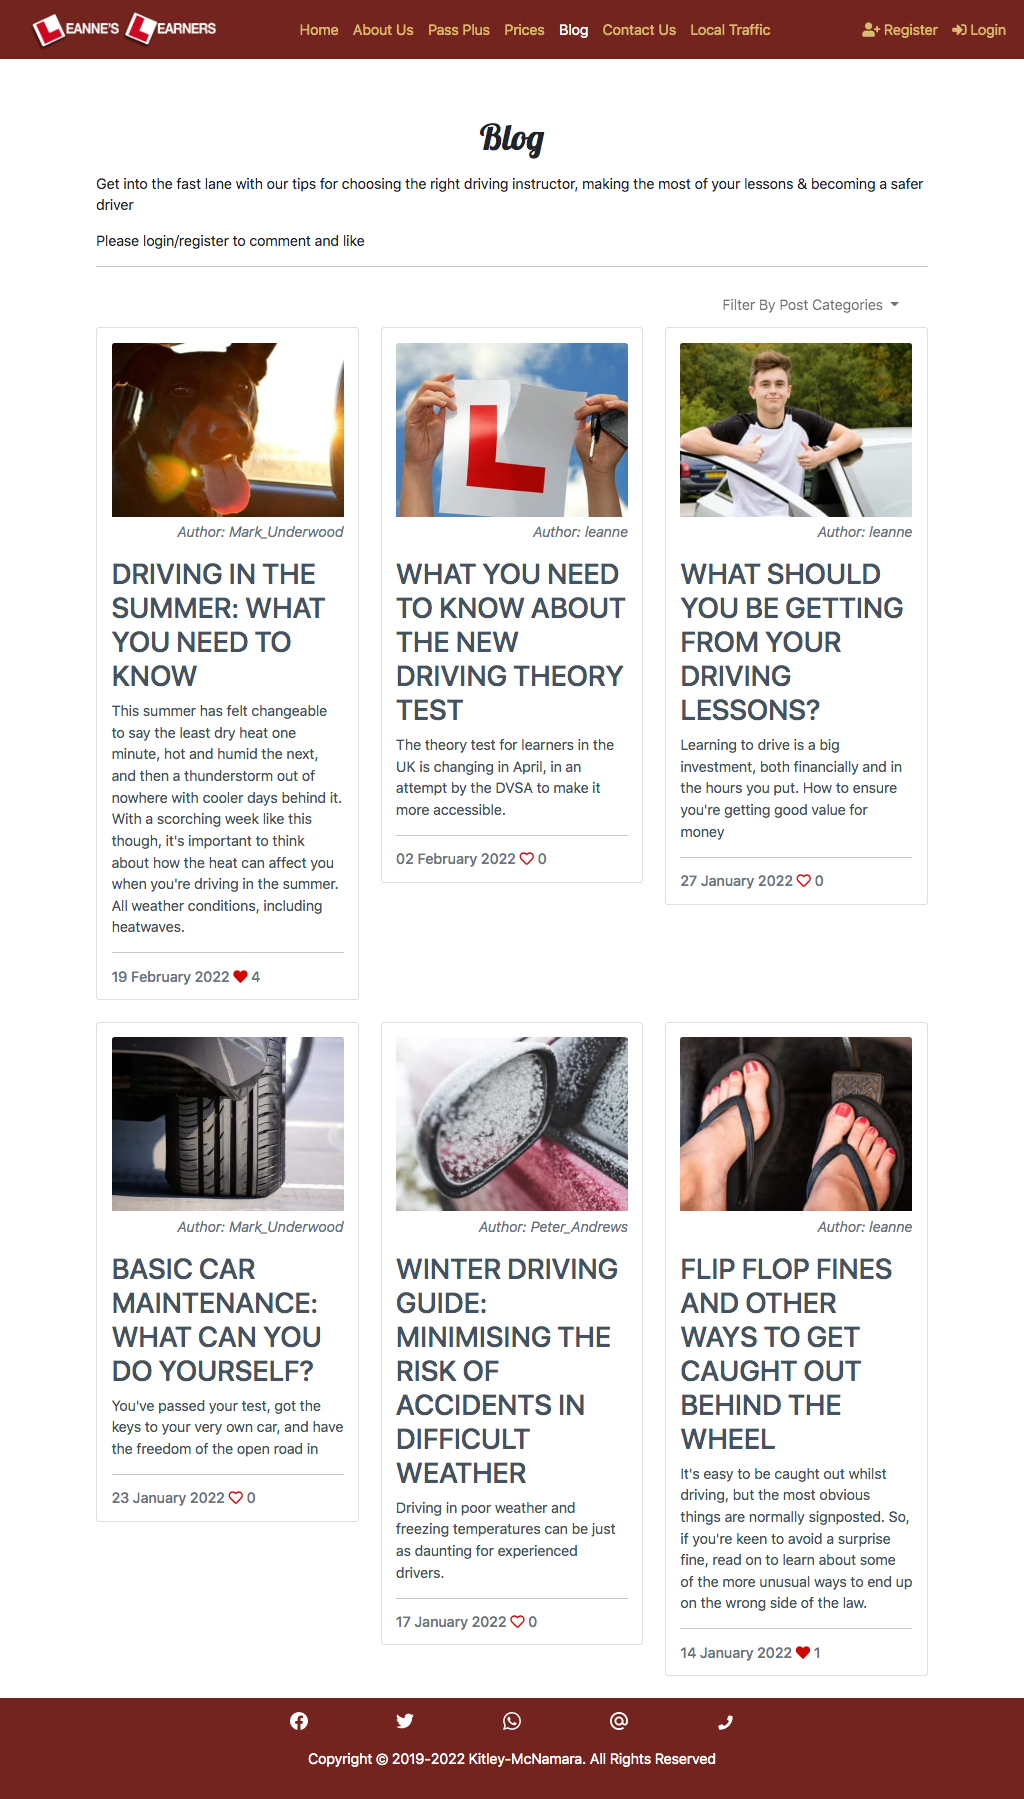 LEANNE'S LEARNERS
Home About Us Pass Plus Prices Blog Contact Us Local Traffic Register Login
Blog
Get into the fast lane with our tips for choosing the right driving instructor, making the most of your lessons & becoming a safer
driver
Please login/register to comment and like
Filter By Post Categories
Author: Mark_Underwood
DRIVING IN THE
SUMMER: WHAT
YOU NEED TO
KNOW
This summer has felt changeable
to say the least dry heat one
minute, hot and humid the next,
and then a thunderstorm out of
nowhere with cooler days behind it.
With a scorching week like this
though, it's important to think
about how the heat can affect you
when you're driving in the summer.
All weather conditions, including
heatwaves.
19 February 2022 4
L
Author: leanne
WHAT YOU NEED
TO KNOW ABOUT
THE NEW
DRIVING THEORY
TEST
The theory test for learners in the
UK is changing in April, in an
attempt by the DVSA to make it
more accessible.
02 February 2022 0
Author: leanne
WHAT SHOULD
YOU BE GETTING
FROM YOUR
DRIVING
LESSONS?
Learning to drive is a big
investment, both financially and in
the hours you put. How to ensure
you're getting good value for
money
27 January 2022 0
Author: Mark_Underwood
BASIC CAR
MAINTENANCE:
WHAT CAN YOU
DO YOURSELF?
You've passed your test, got the
keys to your very own car, and have
the freedom of the open road in
23 January 2022 0
Author: Peter_Andrews
WINTER DRIVING
GUIDE:
MINIMISING THE
RISK OF
ACCIDENTS IN
DIFFICULT
WEATHER
Driving in poor weather and
freezing temperatures can be just
as daunting for experienced
drivers.
17 January 2022 0
Author: leanne
FLIP FLOP FINES
AND OTHER
WAYS TO GET
CAUGHT OUT
BEHIND THE
WHEEL
It's easy to be caught out whilst
driving, but the most obvious
things are normally signposted. So,
if you're keen to avoid a surprise
fine, read on to learn about some
of the more unusual ways to end up
on the wrong side of the law.
14 January 2022 1
Copyright © 2019-2022 Kitley-McNamara. All Rights Reserved